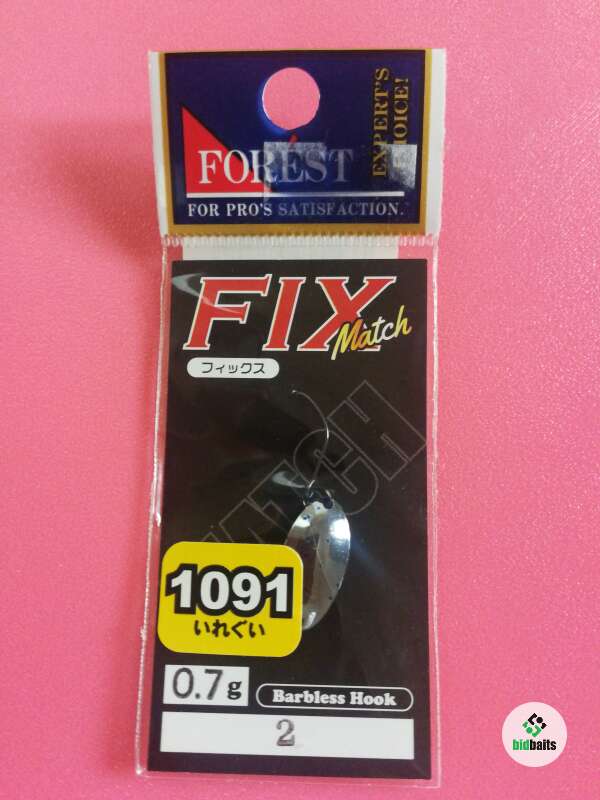 FOREST
EXPERT'S
CHOICE!
FOR PRO'S SATISFACTION.
FIX
Match
フィックス
MATCH
1091
いれぐい
0.7g
Barbless Hook
2
bidbaits